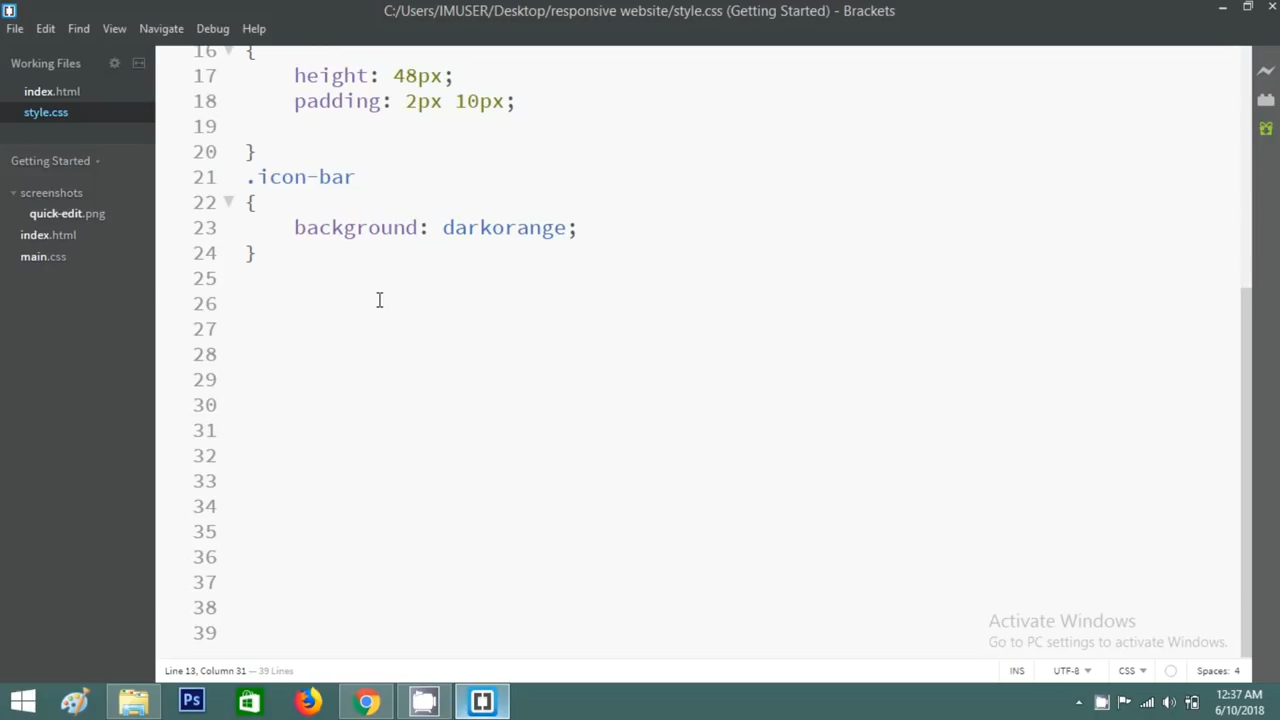 C:/Users/IMUSER/Desktop/responsive website/style.css (Getting Started) - Brackets
File Edit Find View Navigate Debug Help
Working Files
index.html
style.css
Getting Started
screenshots
quick-edit.png
index.html
main.css
16 {
17 height: 48px;
18 padding: 2px 10px;
19
20 }
21 .icon-bar
22 {
23 background: darkorange;
24 }
25
26
27
28
29
30
31
32
33
34
35
36
37
38
39
Activate Windows
Go to PC settings to activate Windows.
Line 13, Column 31 — 39 Lines
INS UTF-8 CSS Spaces: 4
Ps
12:37 AM
6/10/2018